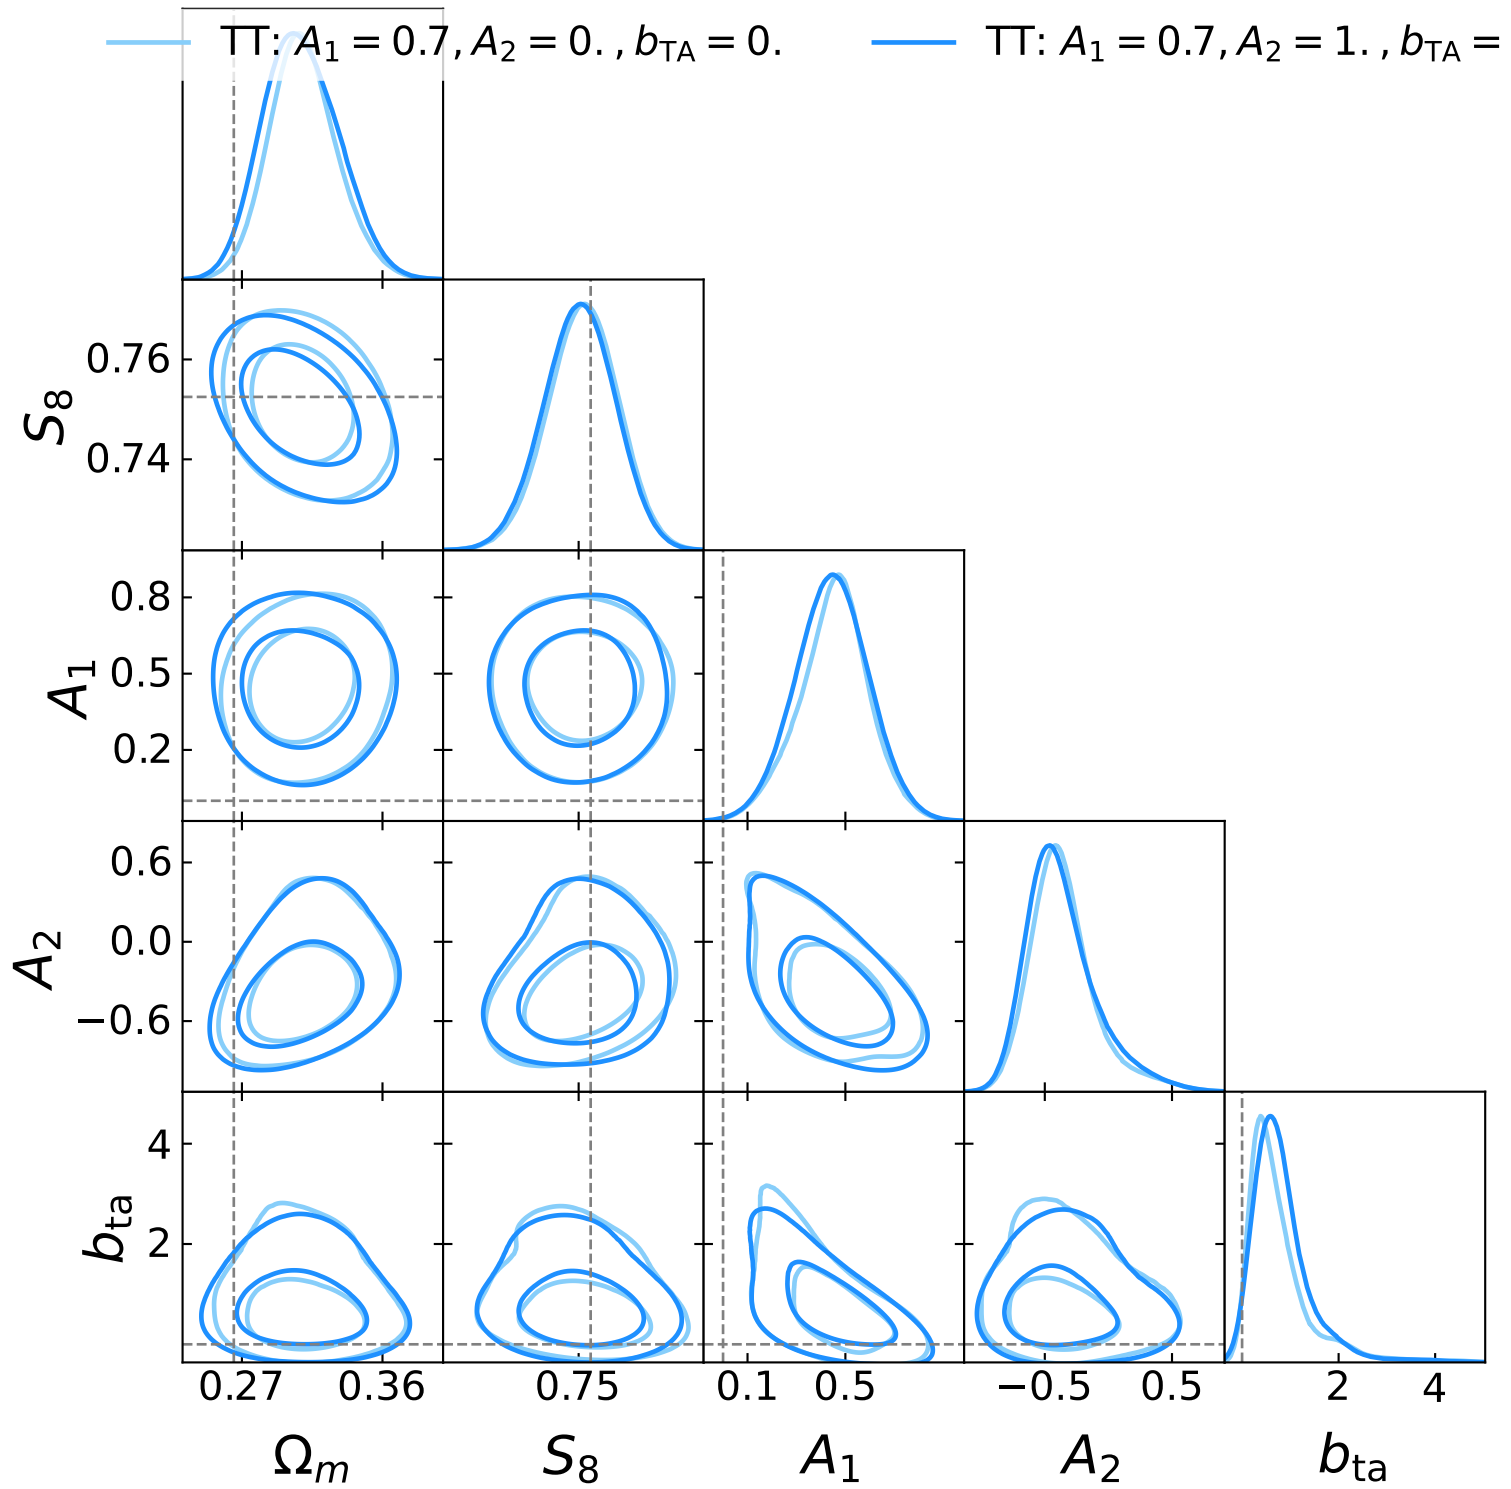 TT: A₁ = 0.7, A₂ = 0. , b_TA = 0. TT: A₁ = 0.7, A₂ = 1. , b_TA =
0.76
S₈
0.74
0.8
A₁ 0.5
0.2
0.6
A₂ 0.0
−0.6
4
b_ta 2
0.27 0.36 0.75 0.1 0.5 −0.5 0.5 2 4
Ω_m S₈ A₁ A₂ b_ta